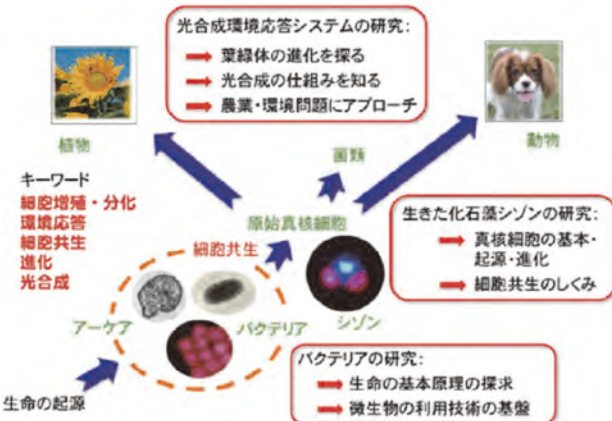 光合成環境応答システムの研究:
葉緑体の進化を探る
光合成の仕組みを知る
農業・環境問題にアプローチ
植物
動物
菌類
キーワード
細胞増殖・分化
環境応答
細胞共生
進化
光合成
原始真核細胞
細胞共生
生きた化石藻シゾンの研究:
真核細胞の基本・
起源・進化
細胞共生のしくみ
アーケア
バクテリア
シゾン
生命の起源
バクテリアの研究:
生命の基本原理の探求
微生物の利用技術の基盤